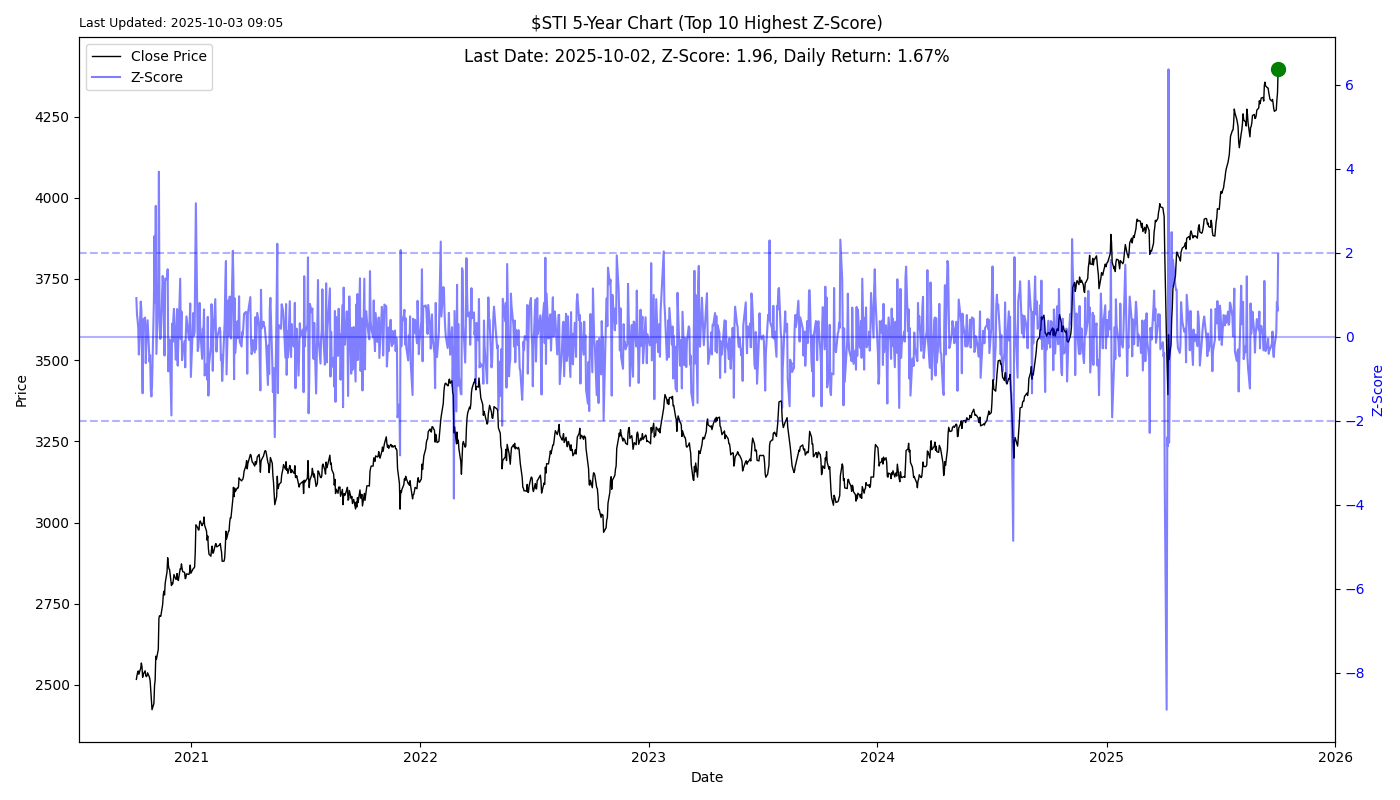 Last Updated: 2025-10-03 09:05
$STI 5-Year Chart (Top 10 Highest Z-Score)
Last Date: 2025-10-02, Z-Score: 1.96, Daily Return: 1.67%
Close Price
Z-Score
4250
4000
3750
3500
3250
3000
2750
2500
Price
6
4
2
0
−2
−4
−6
−8
Z-Score
2021
2022
2023
2024
2025
2026
Date